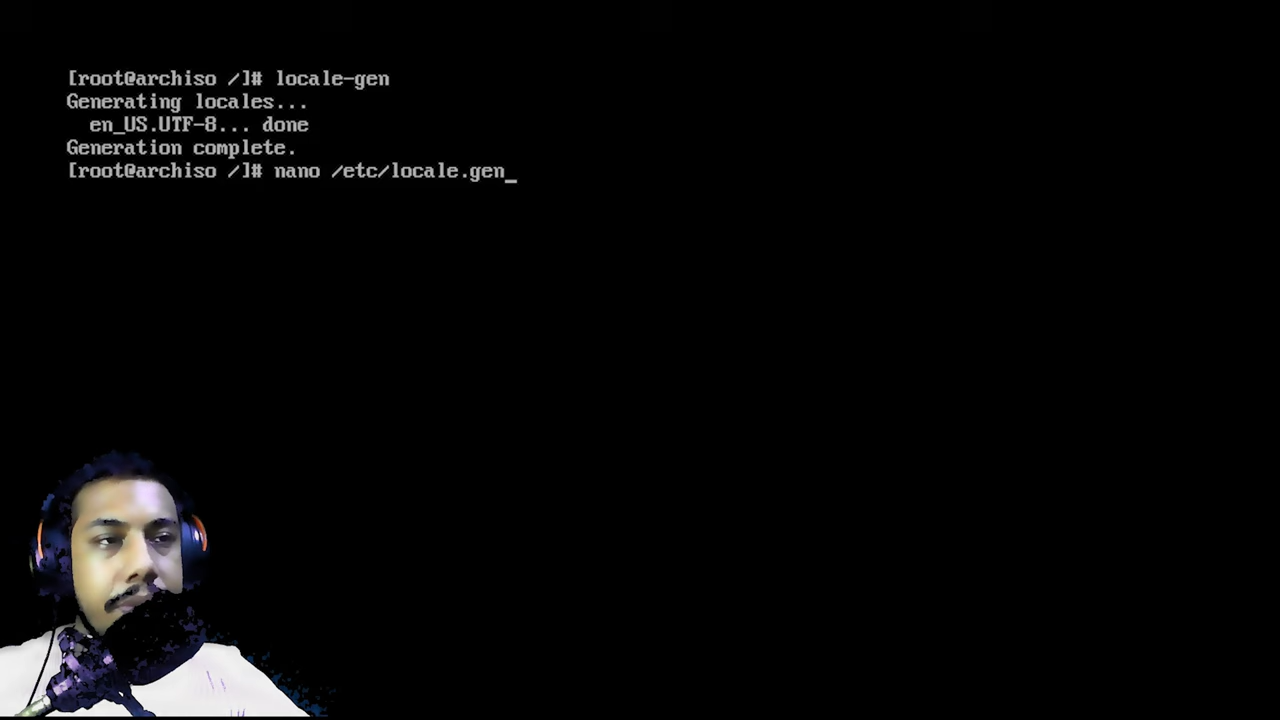 [root@archiso /]# locale-gen
Generating locales...
  en_US.UTF-8... done
Generation complete.
[root@archiso /]# nano /etc/locale.gen_